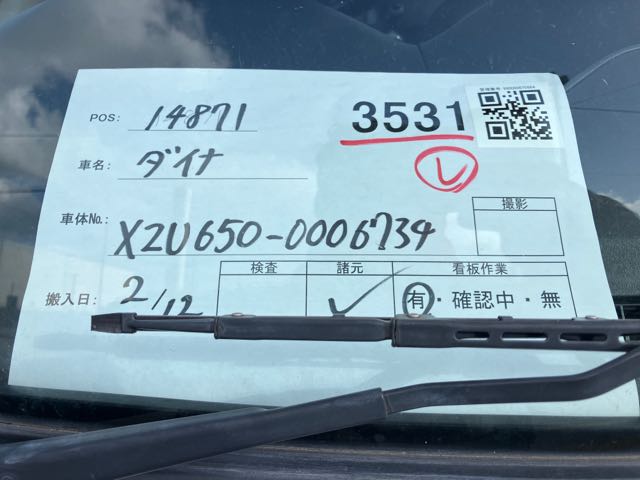 POS: 14871
3531
車名: ダイナ
レ
車体No.: XZU650-0006734
撮影
検査 諸元 看板作業
搬入日: 2/12
有・確認中・無